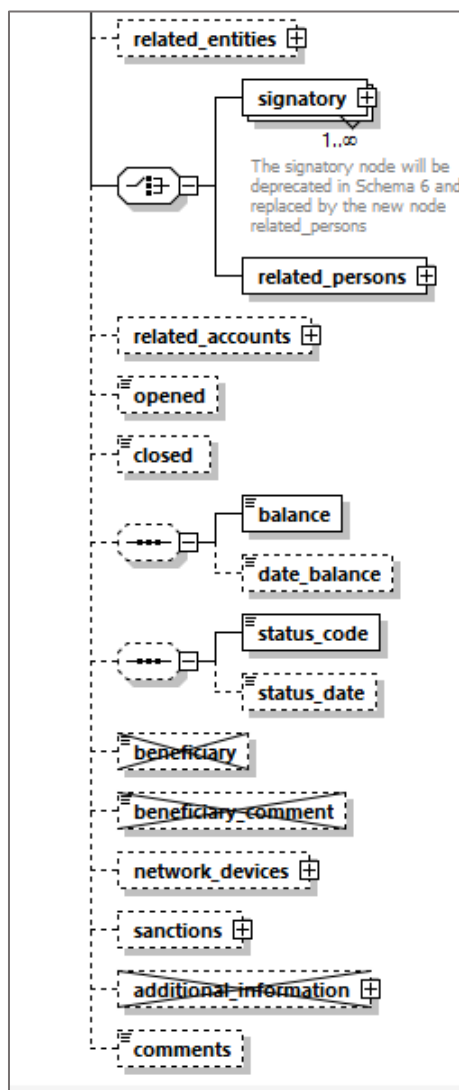 related_entities
signatory
1..∞
The signatory node will be
deprecated in Schema 6 and
replaced by the new node
related_persons
related_persons
related_accounts
opened
closed
balance
date_balance
status_code
status_date
beneficiary
beneficiary_comment
network_devices
sanctions
additional_information
comments